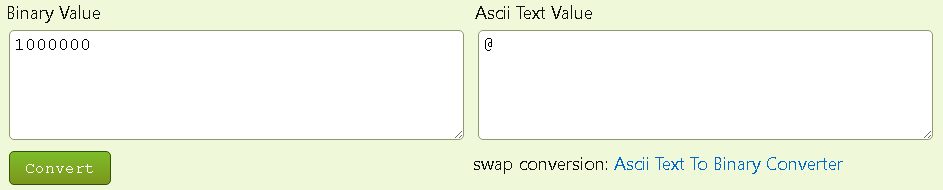 Binary Value
Ascii Text Value
1000000
@
Convert
swap conversion: Ascii Text To Binary Converter